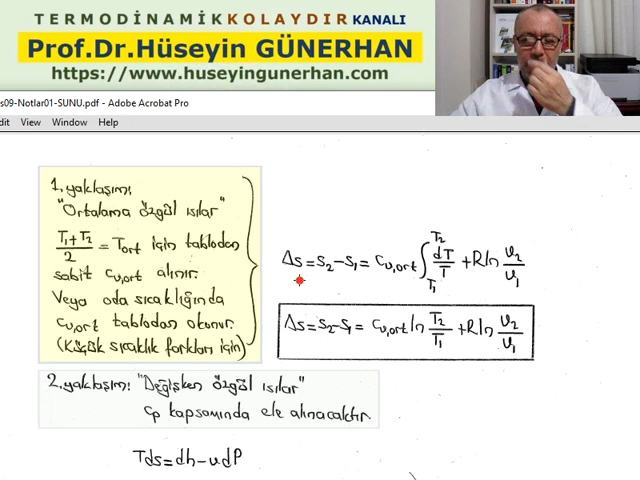 TERMODİNAMİKKOLAYDIR KANALI
Prof.Dr.Hüseyin GÜNERHAN
https://www.huseyingunerhan.com
s09-Notlar01-SUNU.pdf - Adobe Acrobat Pro
dit View Window Help
1. yaklaşım:
"Ortalama özgül ısılar"
T₁+T₂/2 = Tort için tablodan
sabit cv,ort alınır.
Veya oda sıcaklığında
cv,ort tablodan okunur.
(Küçük sıcaklık farkları için)
Δs = s₂-s₁ = cv,ort ∫T₁T₂ dT/T + R ln v₂/v₁
Δs = s₂-s₁ = cv,ort ln T₂/T₁ + R ln v₂/v₁
2. yaklaşım: "Değişken özgül ısılar"
cp kapsamında ele alınacaktır.
Tds = dh - vdP